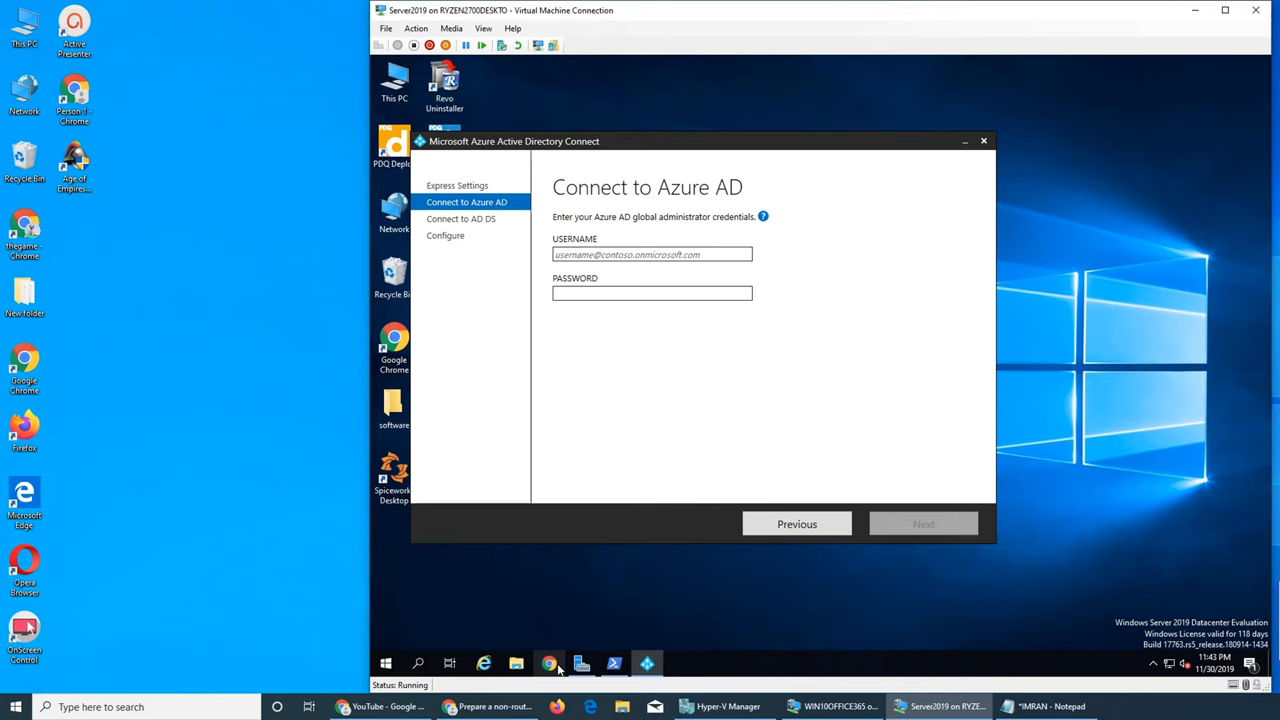 This PC
Active
Presenter
Network
Person 1 -
Chrome
Recycle Bin
Age of
Empires...
thegame -
Chrome
New folder
Google
Chrome
Firefox
Microsoft
Edge
Opera
Browser
OnScreen
Control
Server2019 on RYZEN2700DESKTO - Virtual Machine Connection
File Action Media View Help
This PC
Revo
Uninstaller
PDQ Deplo
Network
Recycle Bi
Google
Chrome
software
Spicework
Desktop
Microsoft Azure Active Directory Connect
Express Settings
Connect to Azure AD
Connect to AD DS
Configure
Connect to Azure AD
Enter your Azure AD global administrator credentials. ?
USERNAME
username@contoso.onmicrosoft.com
PASSWORD
Previous
Next
Windows Server 2019 Datacenter Evaluation
Windows License valid for 118 days
Build 17763.rs5_release.180914-1434
11:43 PM
11/30/2019
Status: Running
Type here to search
YouTube - Google ...
Prepare a non-rout...
Hyper-V Manager
WIN10OFFICE365 o...
Server2019 on RYZE...
*IMRAN - Notepad